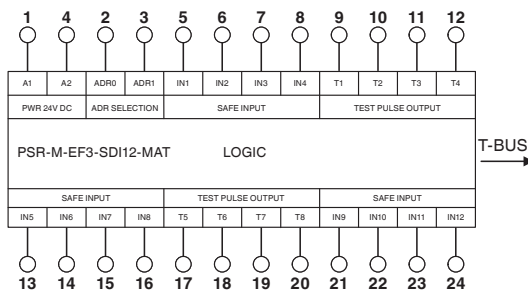 1 4 2 3 5 6 7 8 9 10 11 12
A1 A2 ADR0 ADR1 IN1 IN2 IN3 IN4 T1 T2 T3 T4
PWR 24V DC ADR SELECTION SAFE INPUT TEST PULSE OUTPUT
PSR-M-EF3-SDI12-MAT LOGIC T-BUS
SAFE INPUT TEST PULSE OUTPUT SAFE INPUT
IN5 IN6 IN7 IN8 T5 T6 T7 T8 IN9 IN10 IN11 IN12
13 14 15 16 17 18 19 20 21 22 23 24